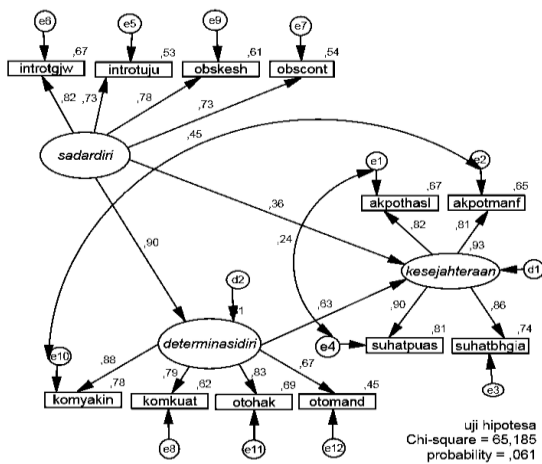 e6
e5
e9
e7
,67
,53
,61
,54
introtgjw
introtuju
obskesh
obscont
,82
,73
,78
,73
,45
sadardiri
e1
e2
,67
,65
akpothasl
akpotmanf
,36
,82
,81
,24
,93
,90
kesejahteraan
d1
d2
1
,63
,90
,86
determinasidiri
e10
e4
,81
,74
suhatpuas
suhatbhgia
,88
,79
,83
,67
,78
,62
,69
,45
komyakin
komkuat
otohak
otomand
e3
e8
e11
e12
uji hipotesa
Chi-square = 65,185
probability = ,061